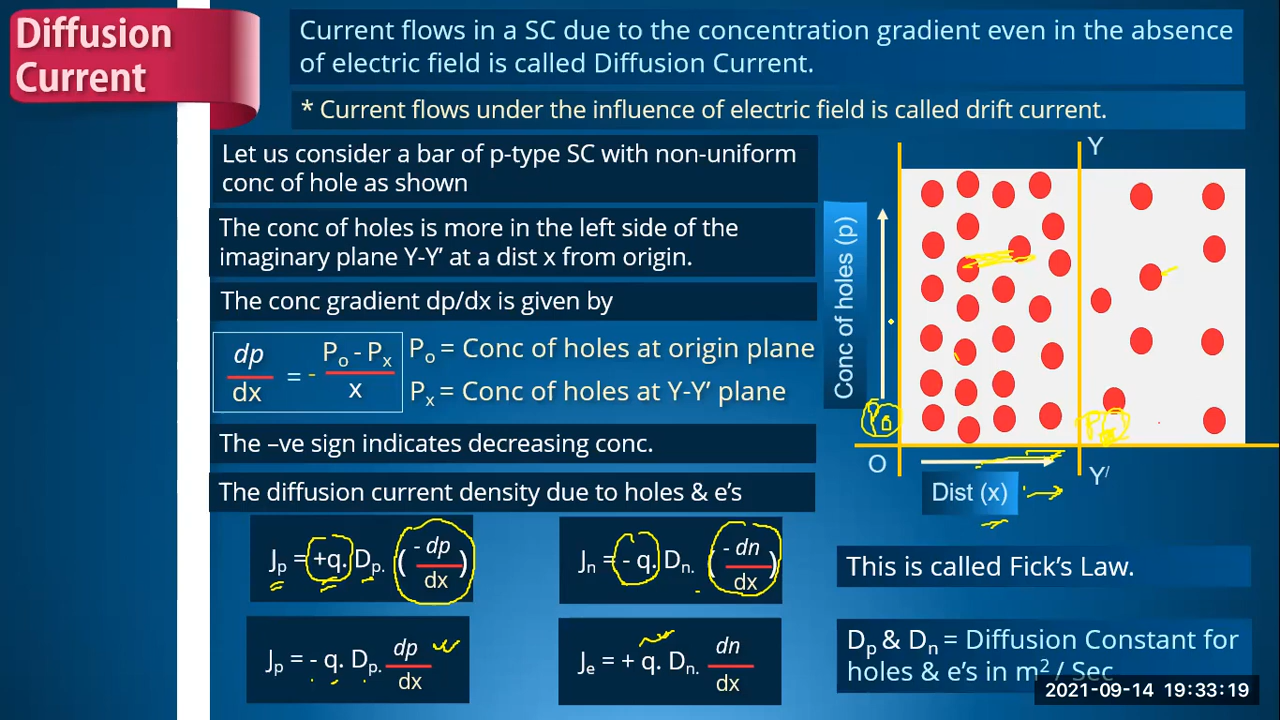 Diffusion
Current
Current flows in a SC due to the concentration gradient even in the absence
of electric field is called Diffusion Current.
* Current flows under the influence of electric field is called drift current.
Let us consider a bar of p-type SC with non-uniform
conc of hole as shown
The conc of holes is more in the left side of the
imaginary plane Y-Y' at a dist x from origin.
The conc gradient dp/dx is given by
dp/dx = - (Po - Px)/x
Po = Conc of holes at origin plane
Px = Conc of holes at Y-Y' plane
The –ve sign indicates decreasing conc.
The diffusion current density due to holes & e's
Jp = +q. Dp. (- dp/dx)
Jn = - q. Dn. (- dn/dx)
Jp = - q. Dp. dp/dx
Je = + q. Dn. dn/dx
Y
Conc of holes (p)
Po
Px
O
Y/
Dist (x)
This is called Fick's Law.
Dp & Dn = Diffusion Constant for
holes & e's in m² / Sec
2021-09-14 19:33:19